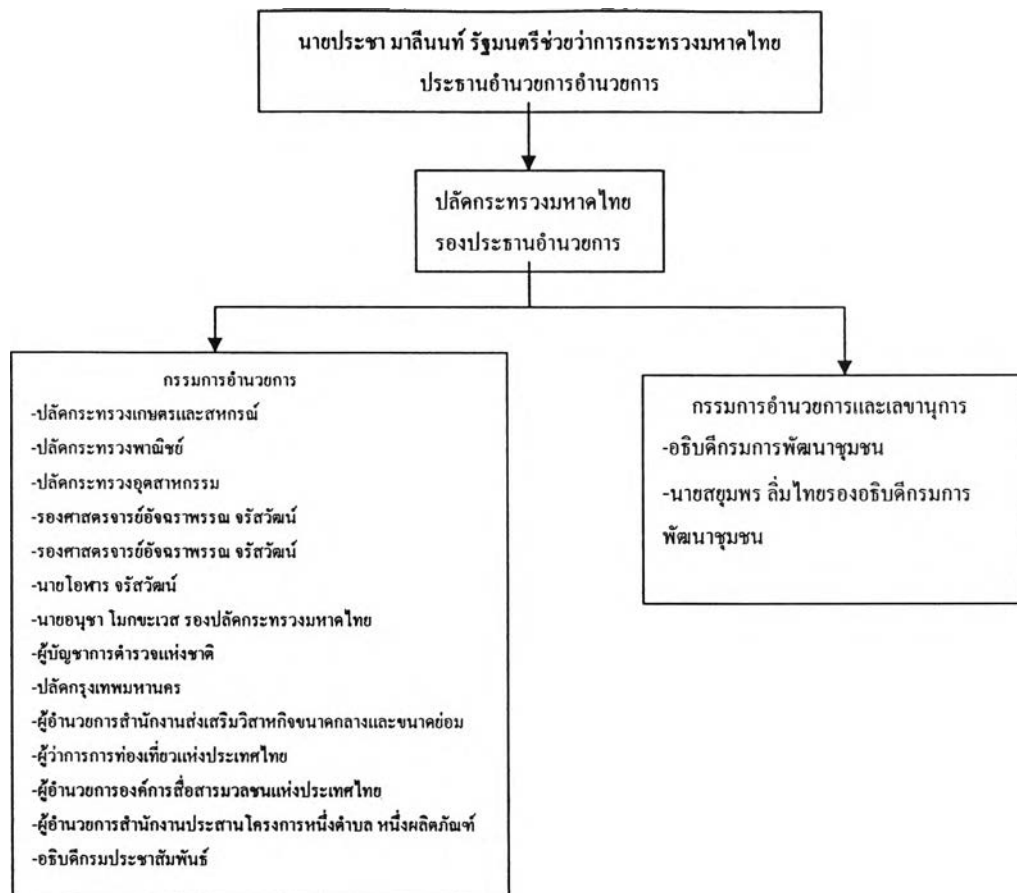 นายประชา มาลีนนท์ รัฐมนตรีช่วยว่าการกระทรวงมหาดไทย
ประธานอำนวยการอำนวยการ
ปลัดกระทรวงมหาดไทย
รองประธานอำนวยการ
กรรมการอำนวยการ
-ปลัดกระทรวงเกษตรและสหกรณ์
-ปลัดกระทรวงพาณิชย์
-ปลัดกระทรวงอุตสาหกรรม
-รองศาสตรจารย์อัจฉราพรรณ จรัสวัฒน์
-รองศาสตรจารย์อัจฉราพรรณ จรัสวัฒน์
-นายโอฬาร จรัสวัฒน์
-นายอนุชา โมกขะเวส รองปลัดกระทรวงมหาดไทย
-ผู้บัญชาการตำรวจแห่งชาติ
-ปลัดกรุงเทพมหานคร
-ผู้อำนวยการสำนักงานส่งเสริมวิสาหกิจขนาดกลางและขนาดย่อม
-ผู้ว่าการการท่องเที่ยวแห่งประเทศไทย
-ผู้อำนวยการองค์การสื่อสารมวลชนแห่งประเทศไทย
-ผู้อำนวยการสำนักงานประสานโครงการหนึ่งตำบล หนึ่งผลิตภัณฑ์
-อธิบดีกรมประชาสัมพันธ์
กรรมการอำนวยการและเลขานุการ
-อธิบดีกรมการพัฒนาชุมชน
-นายสยุมพร ลิ่มไทยรองอธิบดีกรมการ
พัฒนาชุมชน